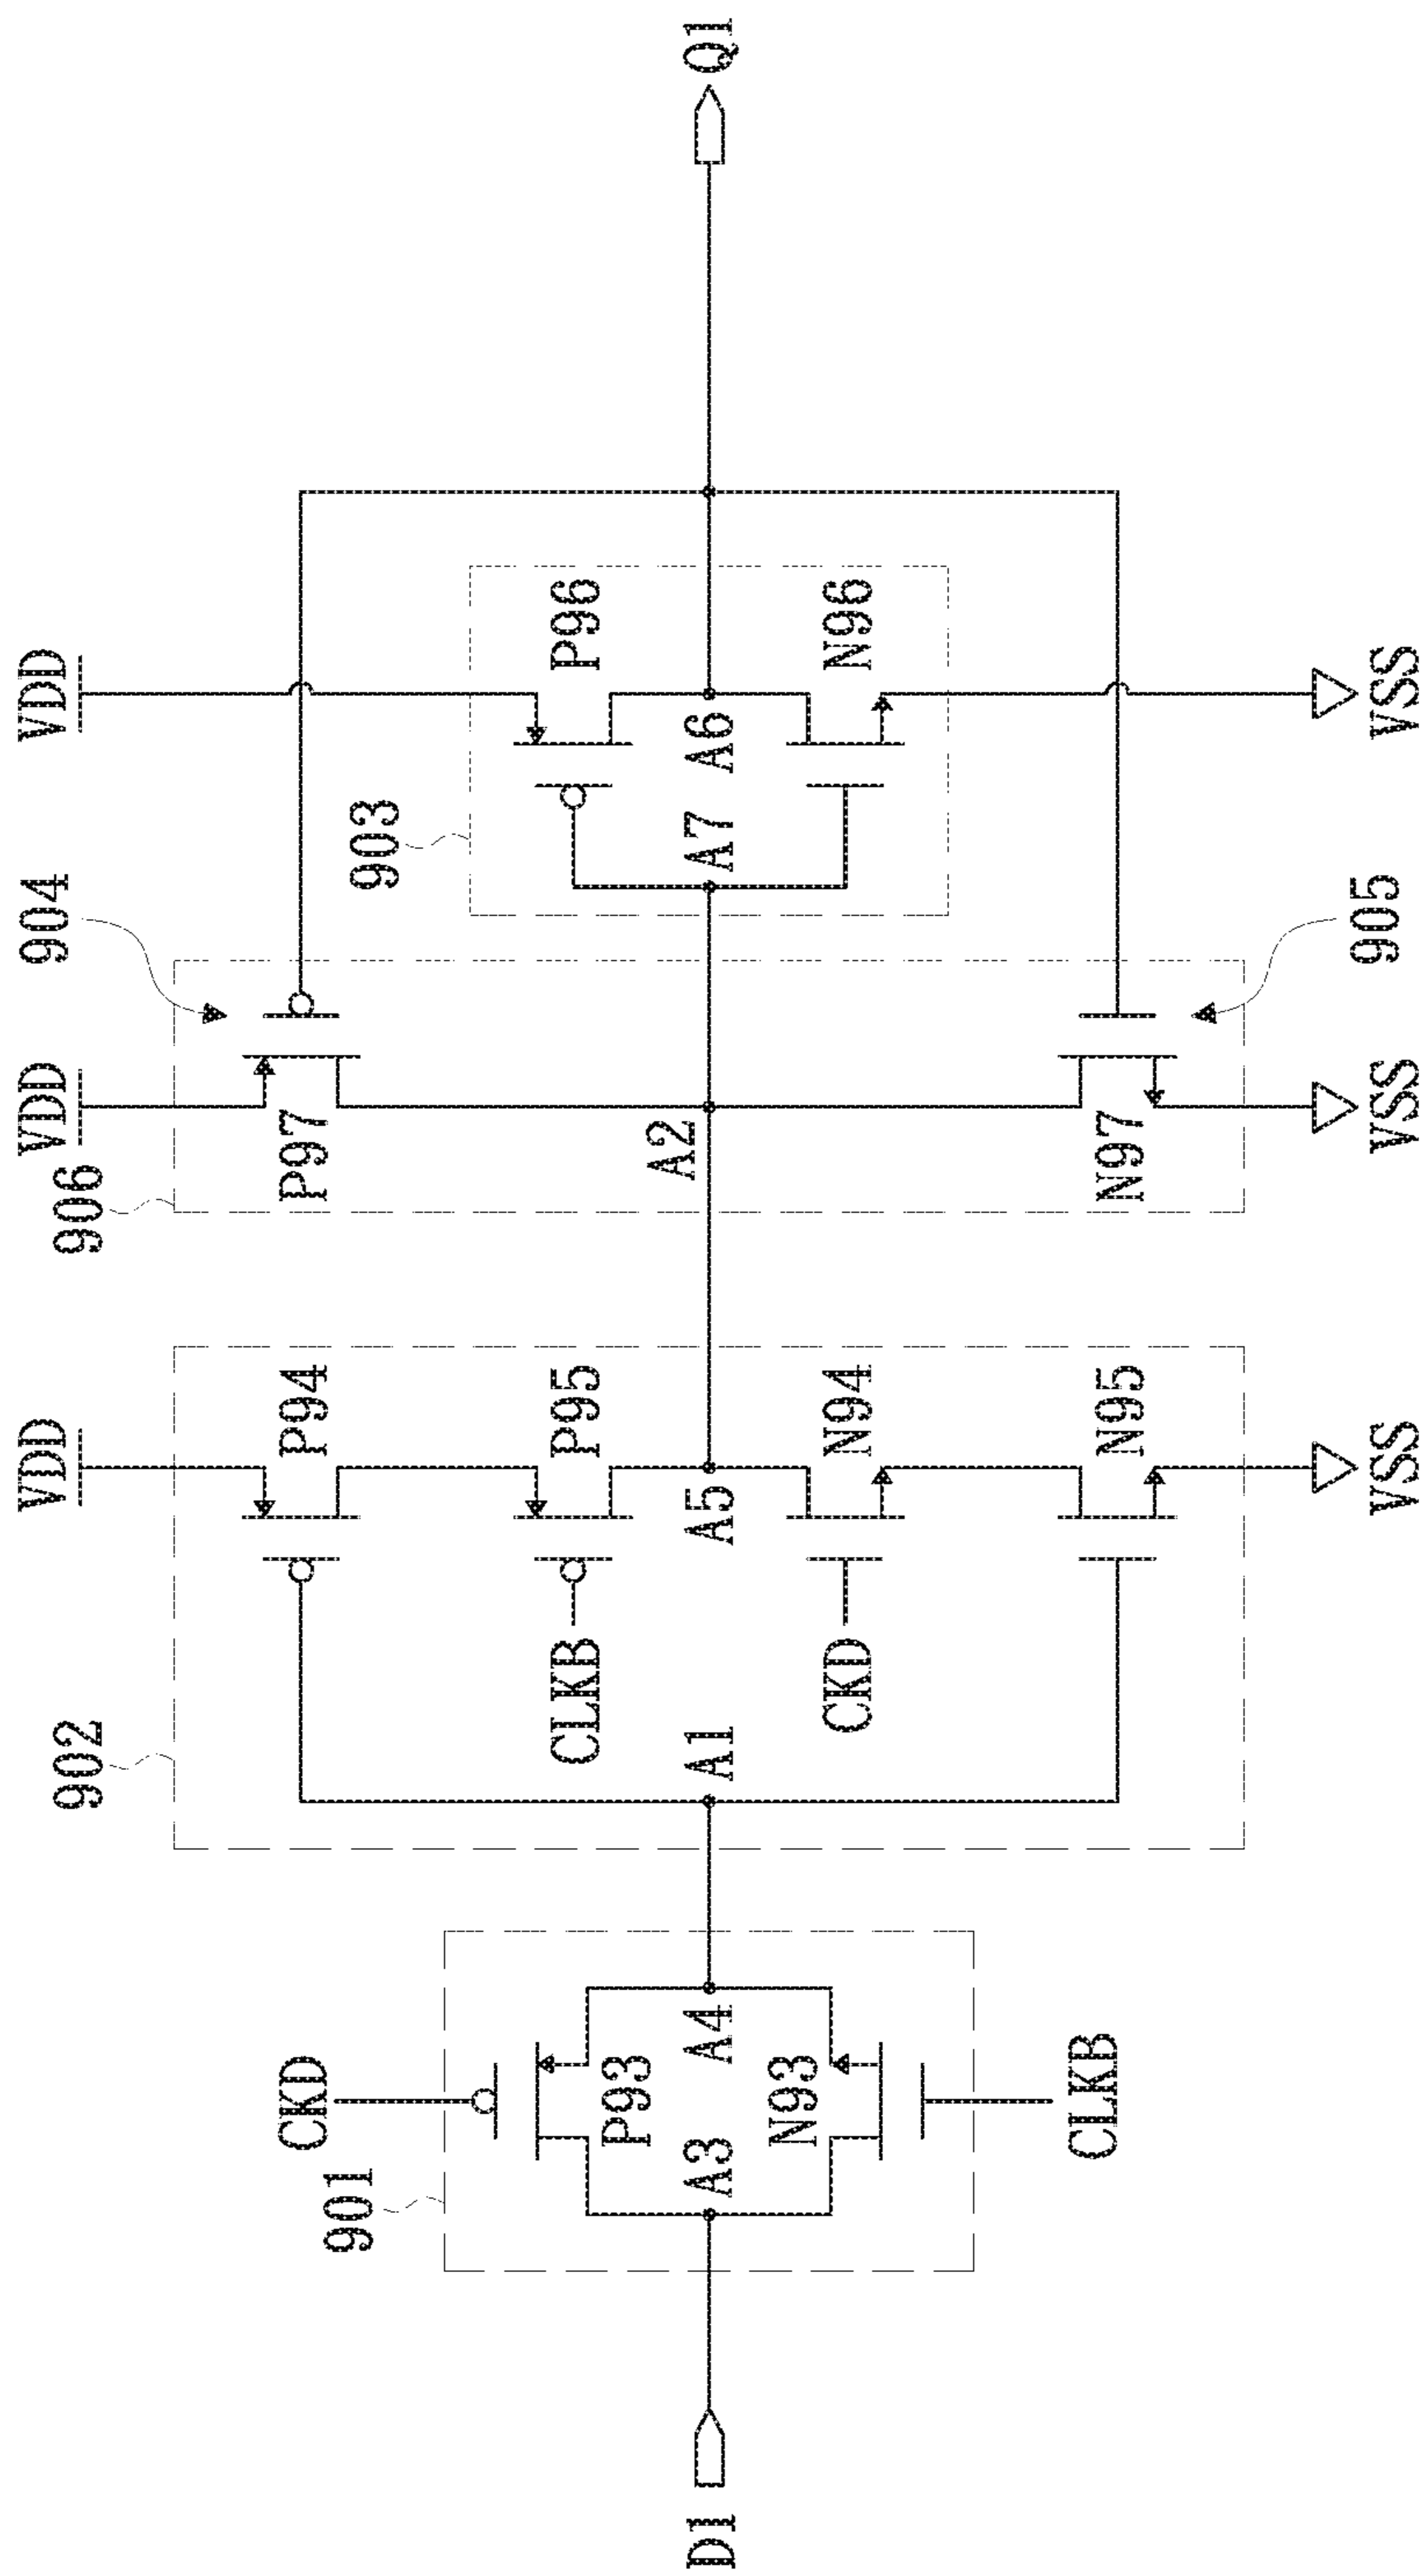 VDD
VDD
904
VDD
902
906
CKD
P94
P97
901
903
CLKB
P95
P96
P93
A2
D1
A3
A4
A1
A5
A7
A6
Q1
N93
CKD
N94
N96
CLKB
N95
N97
905
VSS
VSS
VSS